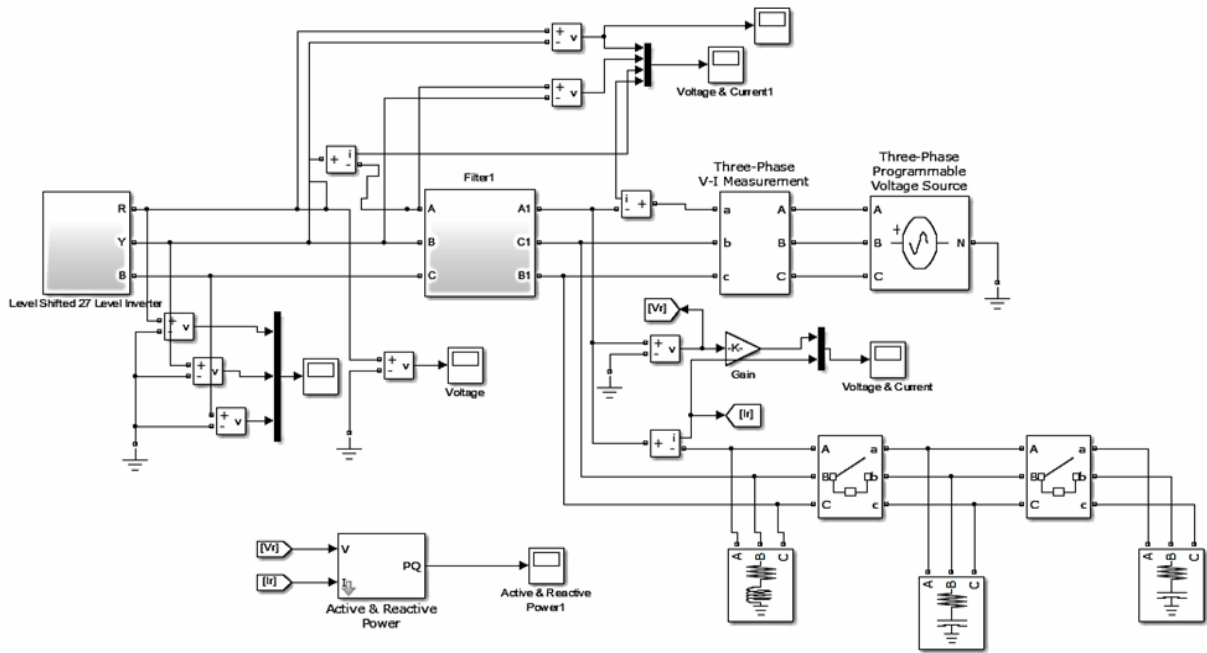 + v
-
+ v
-
Voltage & Current1
+ i
-
Filter1
Three-Phase
V-I Measurement
Three-Phase
Programmable
Voltage Source
R
A
A1
i +
-
a
A
A
Y
B
C1
b
B
B
+
N
B
C
B1
c
C
C
Level Shifted 27 Level Inverter
[Vr]
+ v
-
+ v
-
+ v
-
+ v
-
Voltage
+ v
-
-K-
Gain
Voltage & Current
[Ir]
+ i
-
A
a
A
a
B
b
B
b
C
c
C
c
[Vr]
V
PQ
[Ir]
I
Active & Reactive
Power
Active & Reactive
Power1
A B C
A B C
A B C